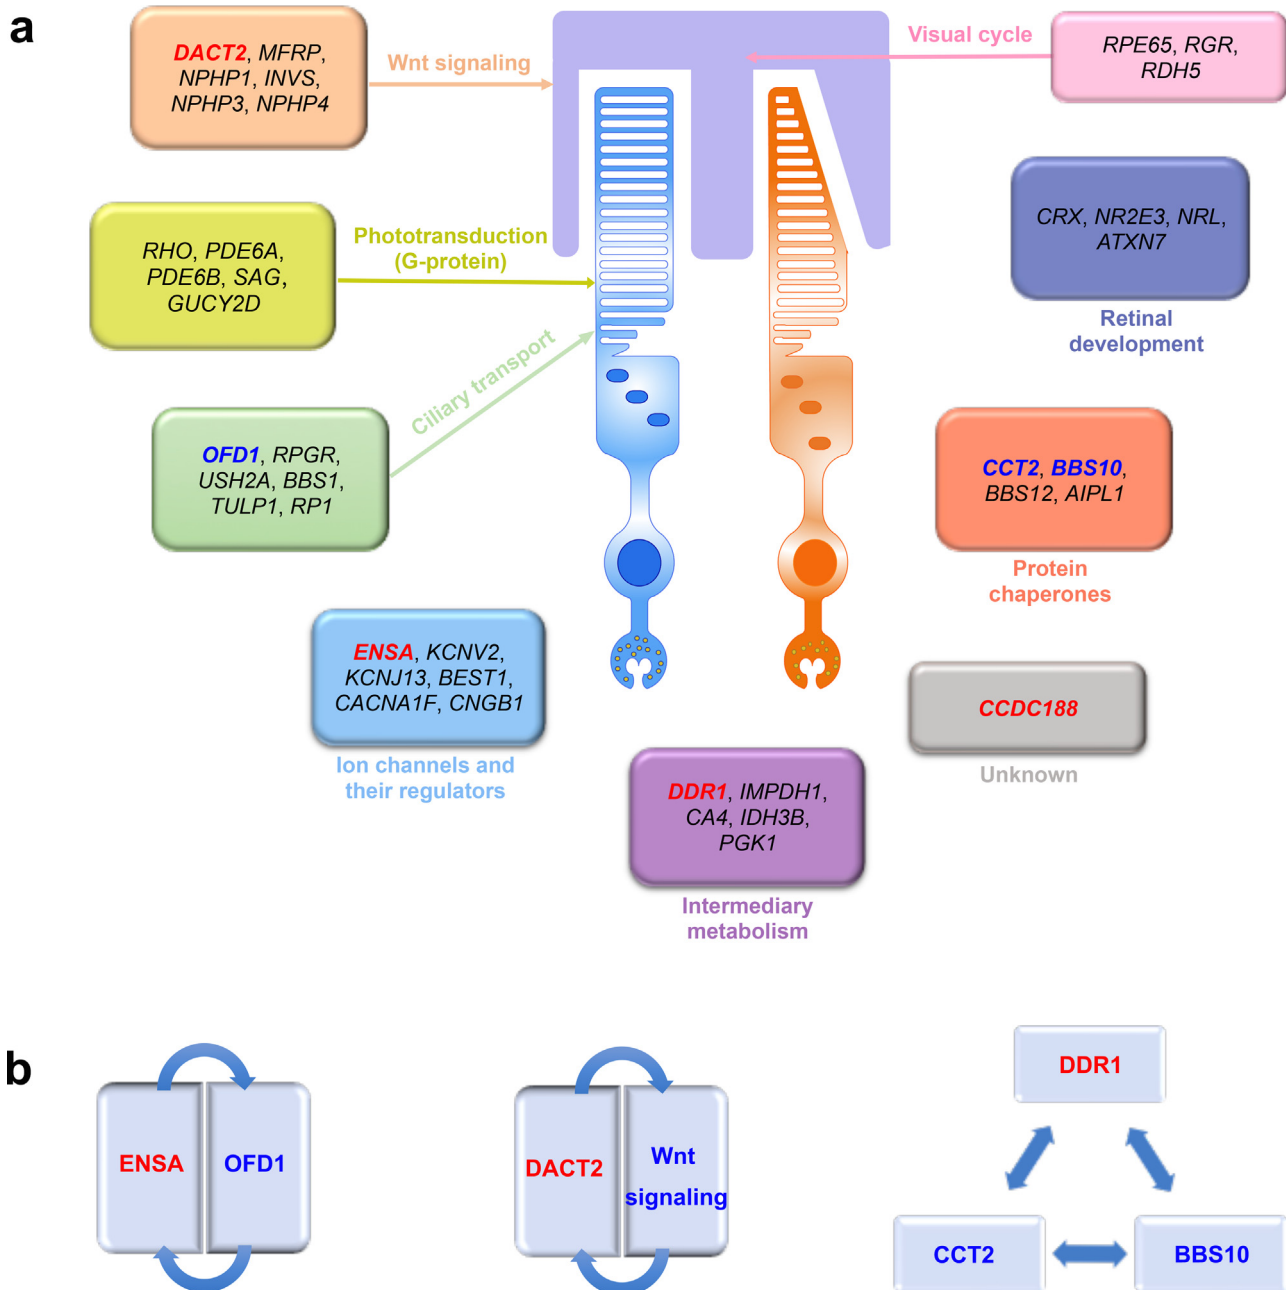 a
DACT2, MFRP,
NPHP1, INVS,
NPHP3, NPHP4
Wnt signaling
Visual cycle
RPE65, RGR,
RDH5
RHO, PDE6A,
PDE6B, SAG,
GUCY2D
Phototransduction
(G-protein)
CRX, NR2E3, NRL,
ATXN7
Retinal
development
Ciliary transport
OFD1, RPGR,
USH2A, BBS1,
TULP1, RP1
CCT2, BBS10,
BBS12, AIPL1
Protein
chaperones
ENSA, KCNV2,
KCNJ13, BEST1,
CACNA1F, CNGB1
Ion channels and
their regulators
CCDC188
Unknown
DDR1, IMPDH1,
CA4, IDH3B,
PGK1
Intermediary
metabolism
b
ENSA
OFD1
DACT2
Wnt
signaling
DDR1
CCT2
BBS10